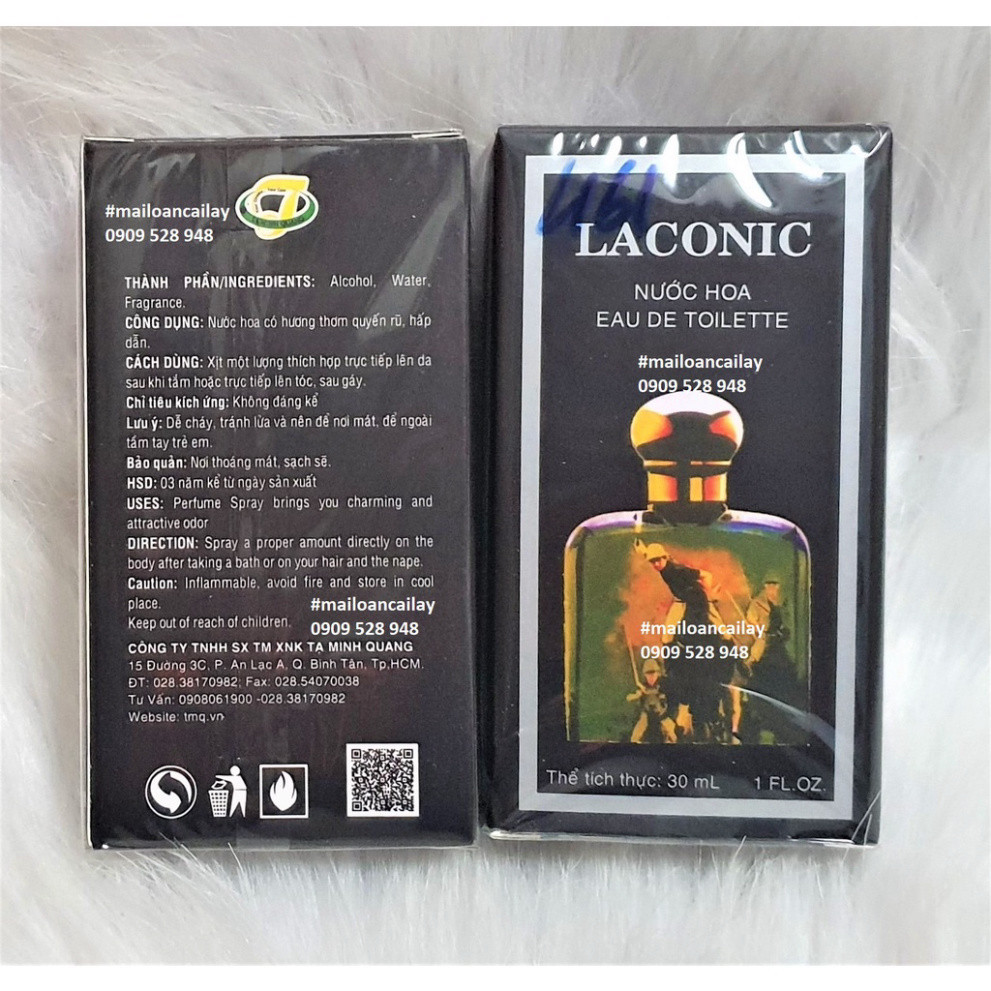 #mailoancailay
0909 528 948
THÀNH PHẦN/INGREDIENTS: Alcohol, Water,
Fragrance.
CÔNG DỤNG: Nước hoa có hương thơm quyến rũ, hấp
dẫn.
CÁCH DÙNG: Xịt một lượng thích hợp trực tiếp lên da
sau khi tắm hoặc trực tiếp lên tóc, sau gáy.
Chỉ tiêu kích ứng: Không đáng kể
Lưu ý: Dễ cháy, tránh lửa và nên để nơi mát, để ngoài
tầm tay trẻ em.
Bảo quản: Nơi thoáng mát, sạch sẽ.
HSD: 03 năm kể từ ngày sản xuất
USES: Perfume Spray brings you charming and
attractive odor
DIRECTION: Spray a proper amount directly on the
body after taking a bath or on your hair and the nape.
Caution: Inflammable, avoid fire and store in cool
place.
Keep out of reach of children.
#mailoancailay
0909 528 948
CÔNG TY TNHH SX TM XNK TẠ MINH QUANG
15 Đường 3C, P. An Lạc A, Q. Bình Tân, Tp.HCM.
ĐT: 028.38170982; Fax: 028.54070038
Tư Vấn: 0908061900 -028.38170982
Website: tmq.vn
LACONIC
NƯỚC HOA
EAU DE TOILETTE
#mailoancailay
0909 528 948
#mailoancailay
0909 528 948
Thể tích thực: 30 mL 1 FL.OZ.